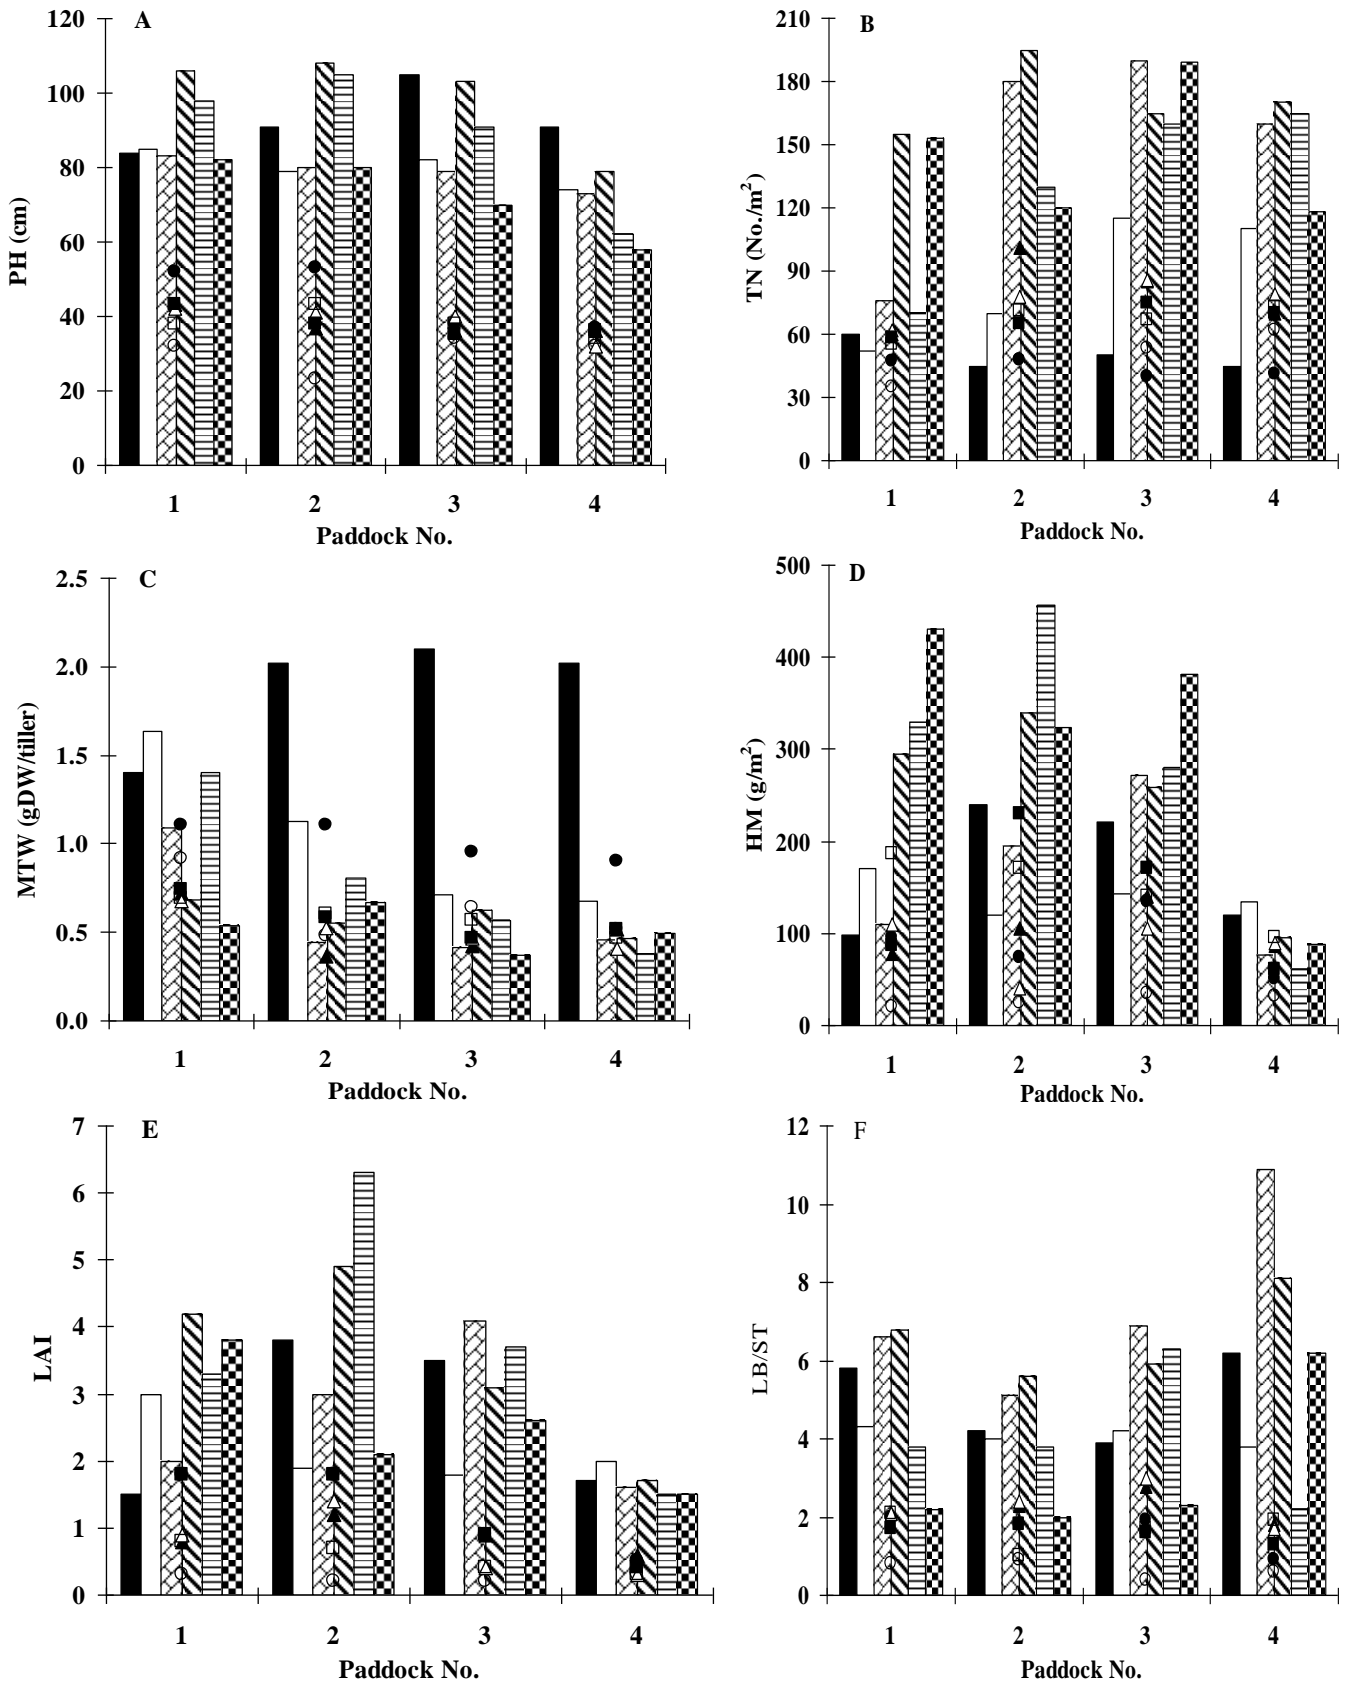 A
PH (cm)
120
100
80
60
40
20
0
1 2 3 4
Paddock No.
B
TN (No./m²)
210
180
150
120
90
60
30
0
1 2 3 4
Paddock No.
C
MTW (gDW/tiller)
2.5
2.0
1.5
1.0
0.5
0.0
1 2 3 4
Paddock No.
D
HM (g/m²)
500
400
300
200
100
0
1 2 3 4
Paddock No.
E
LAI
7
6
5
4
3
2
1
0
1 2 3 4
Paddock No.
F
LB/ST
12
10
8
6
4
2
0
1 2 3 4
Paddock No.